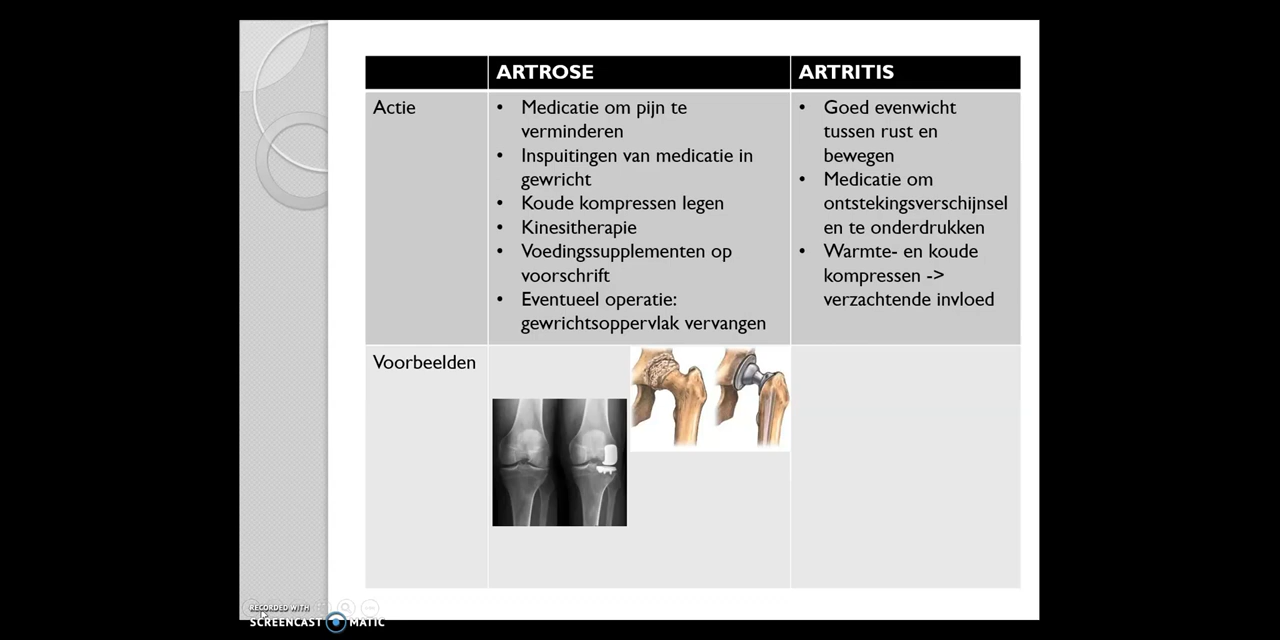 ARTROSE
ARTRITIS
Actie
• Medicatie om pijn te
verminderen
• Inspuitingen van medicatie in
gewricht
• Koude kompressen legen
• Kinesitherapie
• Voedingssupplementen op
voorschrift
• Eventueel operatie:
gewrichtsoppervlak vervangen
• Goed evenwicht
tussen rust en
bewegen
• Medicatie om
ontstekingsverschijnsel
en te onderdrukken
• Warmte- en koude
kompressen ->
verzachtende invloed
Voorbeelden
RECORDED WITH
SCREENCAST MATIC